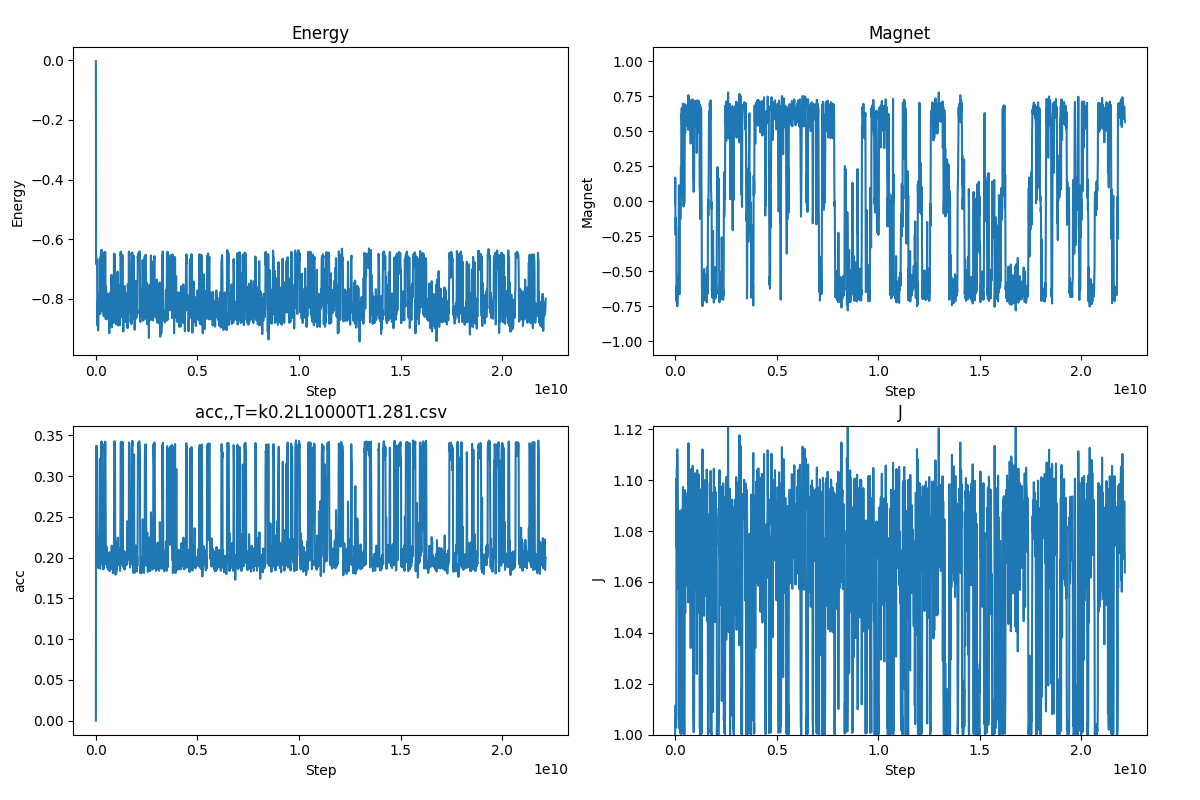 Energy
Energy
0.0
−0.2
−0.4
−0.6
−0.8
0.0 0.5 1.0 1.5 2.0
Step
1e10
Magnet
Magnet
1.00
0.75
0.50
0.25
0.00
−0.25
−0.50
−0.75
−1.00
0.0 0.5 1.0 1.5 2.0
Step
1e10
acc,,T=k0.2L10000T1.281.csv
acc
0.35
0.30
0.25
0.20
0.15
0.10
0.05
0.00
0.0 0.5 1.0 1.5 2.0
Step
1e10
J
J
1.12
1.10
1.08
1.06
1.04
1.02
1.00
0.0 0.5 1.0 1.5 2.0
Step
1e10